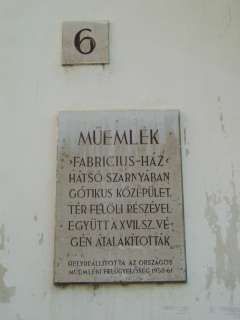 6
MŰEMLÉK
"FABRICIUS-HÁZ"
HÁTSÓ SZÁRNYÁBAN
GÓTIKUS KÖZÉPÜLET.
TÉR FELŐLI RÉSZÉVEL
EGYÜTT A XVII. SZ. VÉ-
GÉN ÁTALAKÍTOTTÁK.
HELYREÁLLÍTOTTA AZ ORSZÁGOS
MŰEMLÉKI FELÜGYELŐSÉG 1958-61